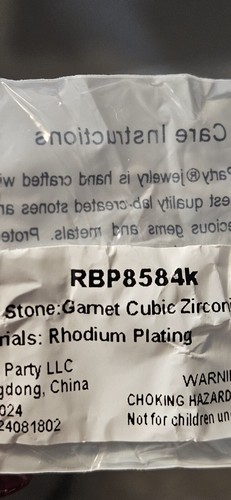 Care Instructions
Party®Jewelry is hand crafted wi
est quality lab-created stones an
ecious gems and metals. Prote
RBP8584k
Stone:Garnet Cubic Zirconi
rials: Rhodium Plating
Party LLC
gdong, China
024
24081802
WARNI
CHOKING HAZARD
Not for children un